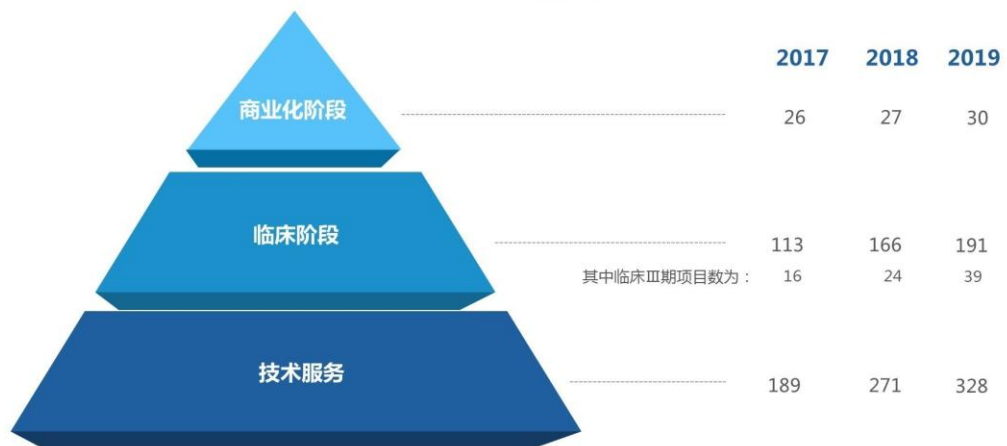 2017 2018 2019
商业化阶段 26 27 30
临床阶段 113 166 191
其中临床Ⅲ期项目数为： 16 24 39
技术服务 189 271 328